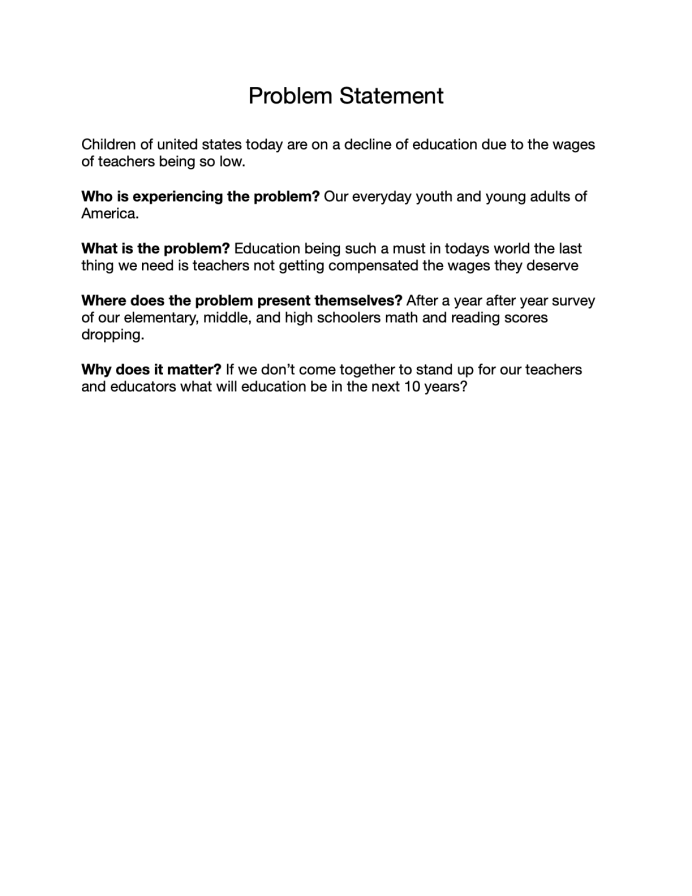 Problem Statement
Children of united states today are on a decline of education due to the wages
of teachers being so low.
Who is experiencing the problem? Our everyday youth and young adults of
America.
What is the problem? Education being such a must in todays world the last
thing we need is teachers not getting compensated the wages they deserve
Where does the problem present themselves? After a year after year survey
of our elementary, middle, and high schoolers math and reading scores
dropping.
Why does it matter? If we don’t come together to stand up for our teachers
and educators what will education be in the next 10 years?